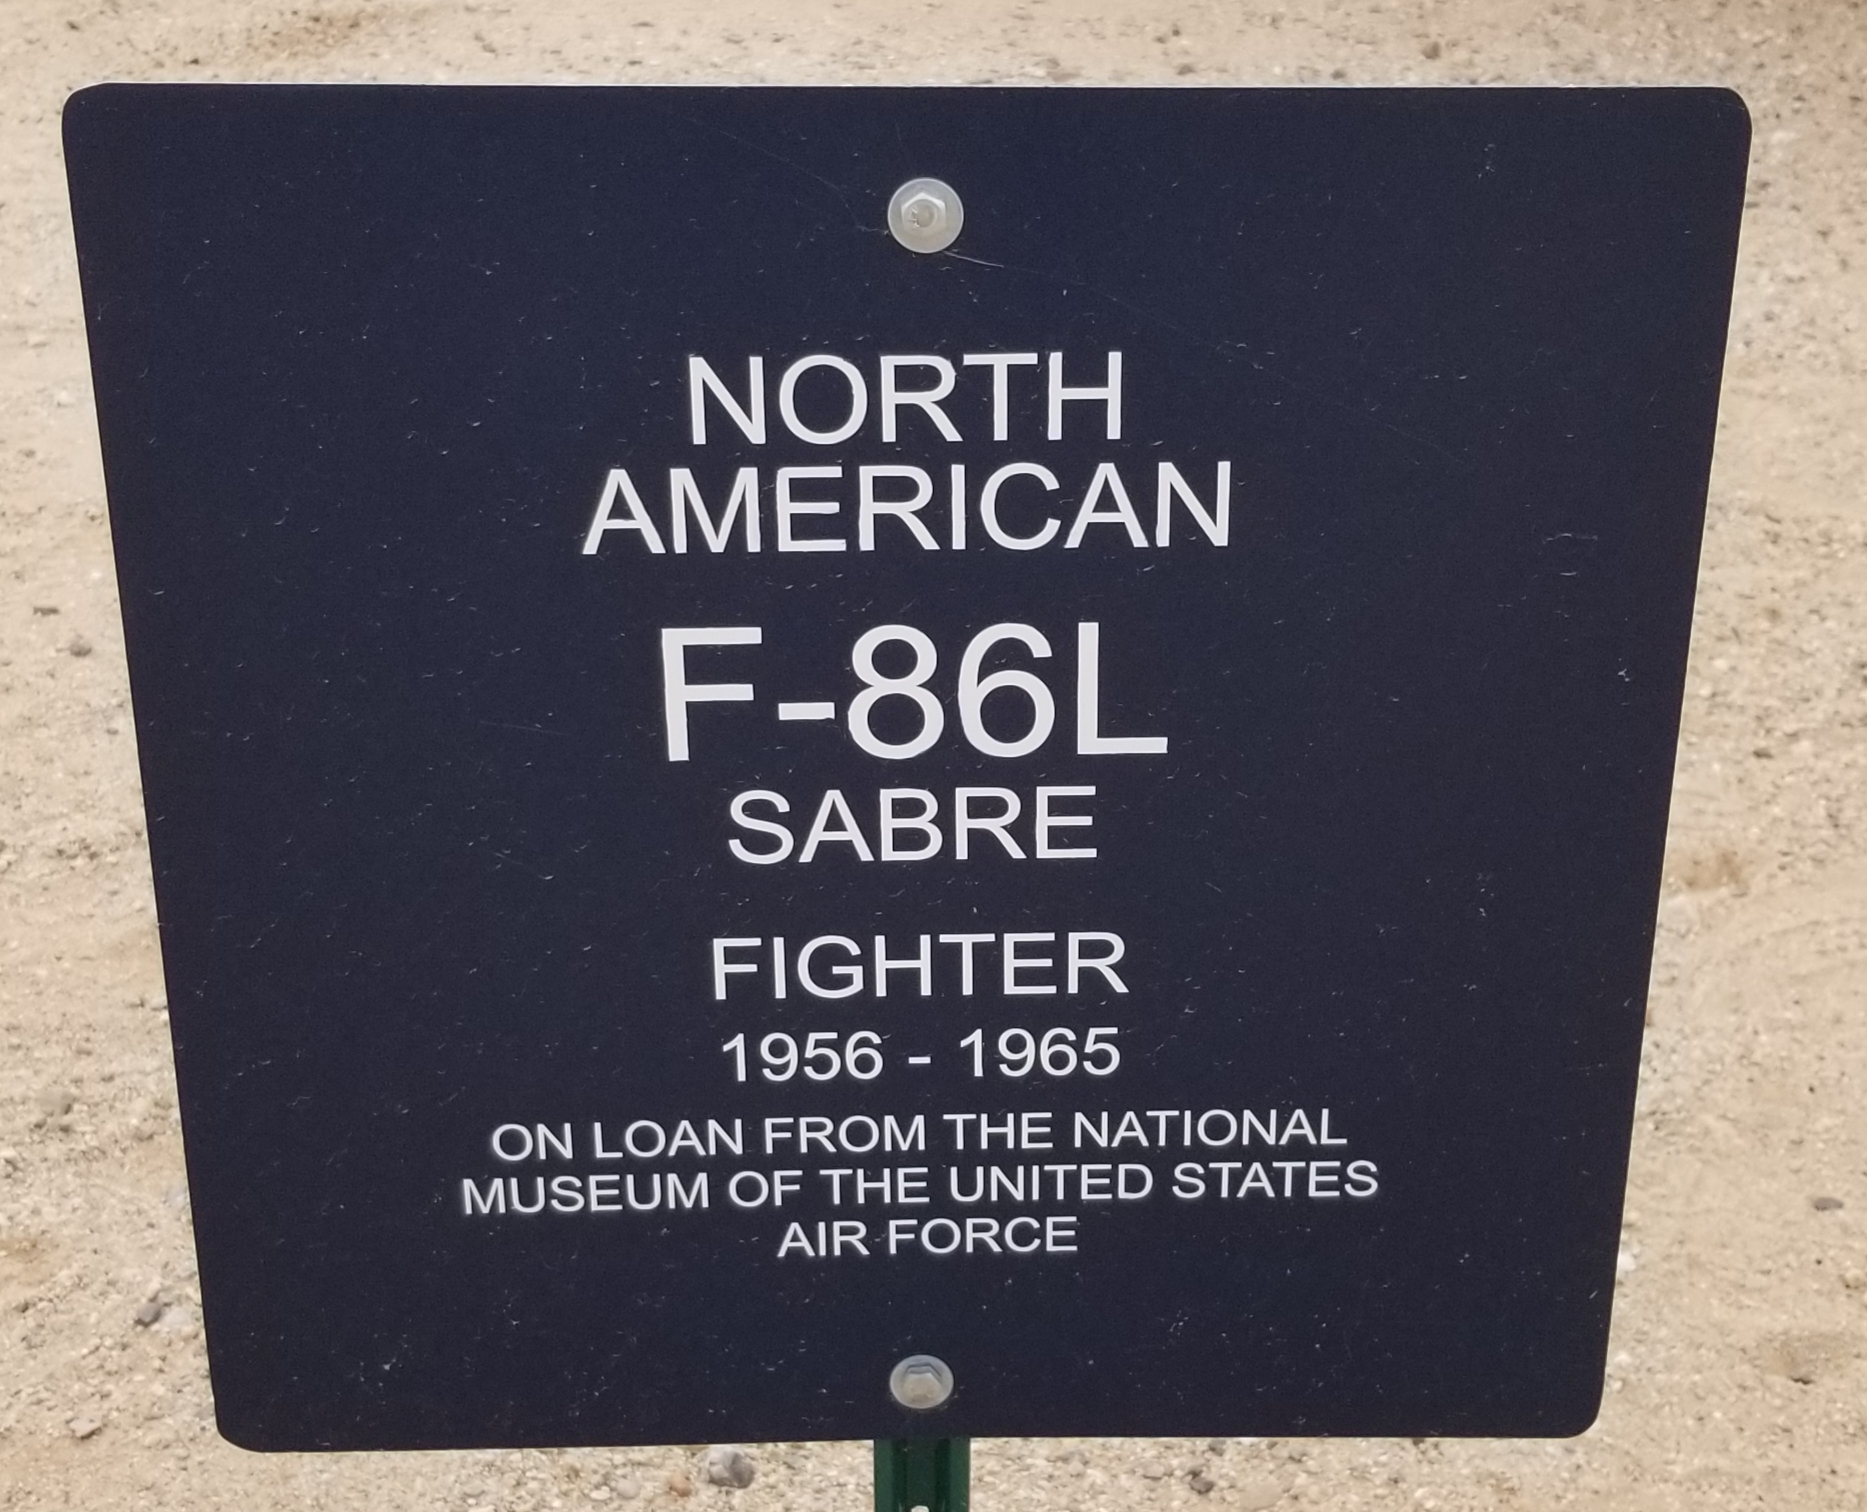 NORTH
AMERICAN
F-86L
SABRE
FIGHTER
1956 - 1965
ON LOAN FROM THE NATIONAL
MUSEUM OF THE UNITED STATES
AIR FORCE